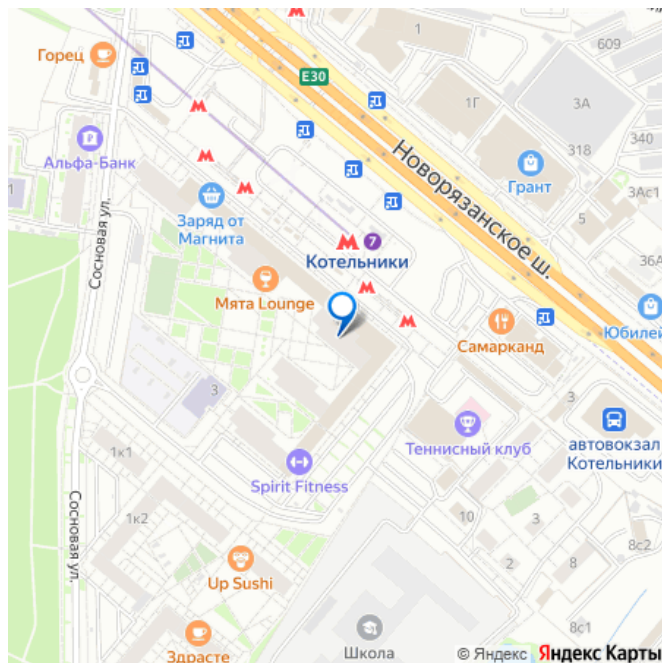 1
609
Горец
E30
1Г
3А
340
318
Альфа-Банк
Новорязанское ш.
Грант
3Ас1
1
Сосновая ул.
Заряд от
Магнита
5
7
36А
Котельники
Мята Lounge
Юбилей
Самарканд
3
Теннисный клуб
автовокзал
Котельники
1к1
Spirit Fitness
Сосновая ул.
1к2
10
3
8с2
2
8
Up Sushi
8с1
Здрасте
Школа
© Яндекс Яндекс Карты